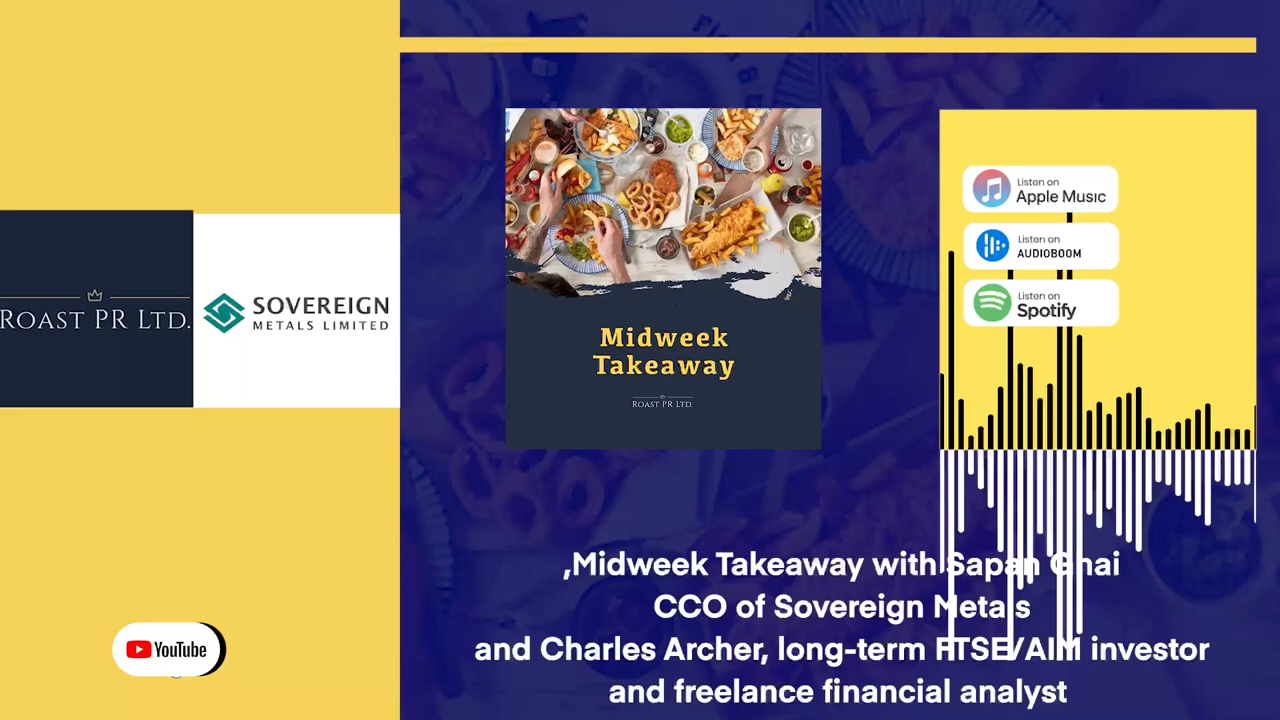 ROAST PR LTD.
SOVEREIGN
METALS LIMITED
YouTube
Midweek
Takeaway
ROAST PR LTD.
Listen on
Apple Music
Listen on
AUDIOBOOM
Listen on
Spotify
,Midweek Takeaway with Sapan Ghai
CCO of Sovereign Metals
and Charles Archer, long-term FTSE/AIM investor
and freelance financial analyst